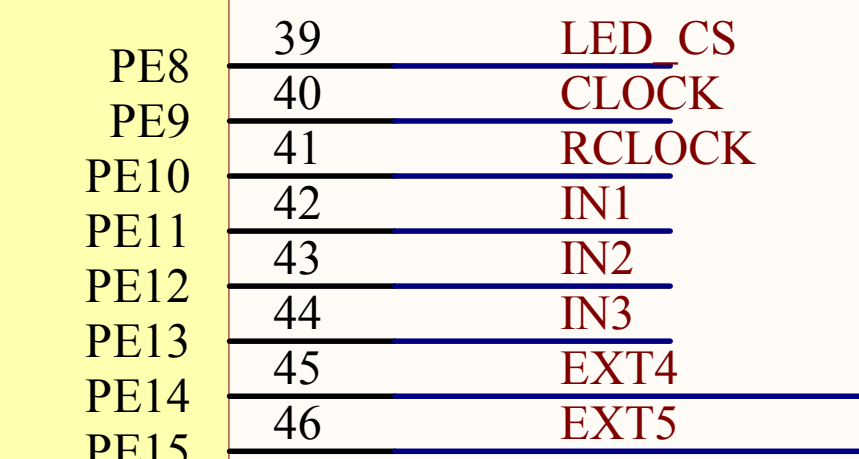 PE8 39 LED_CS
PE9 40 CLOCK
PE10 41 RCLOCK
PE11 42 IN1
PE12 43 IN2
PE13 44 IN3
PE14 45 EXT4
PE15 46 EXT5